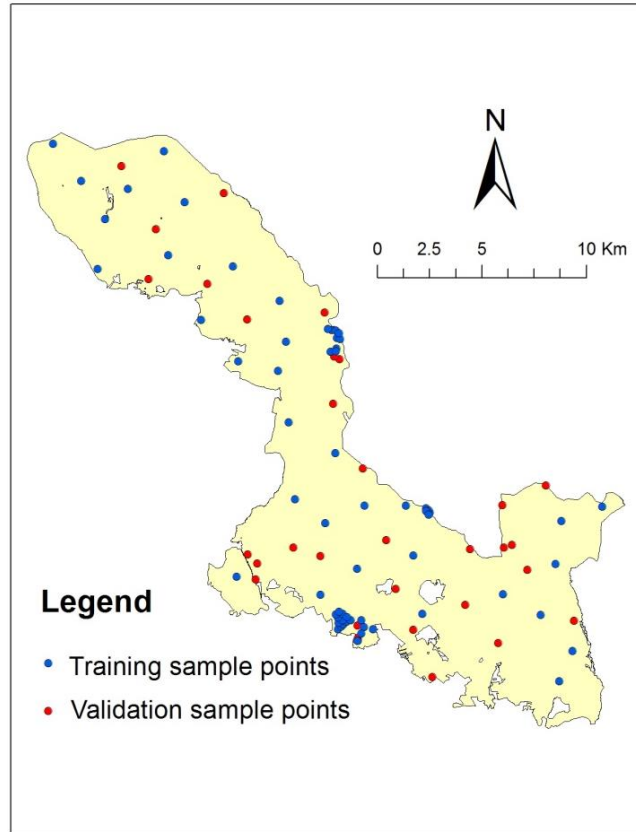 N
0 2.5 5 10 Km
Legend
Training sample points
Validation sample points